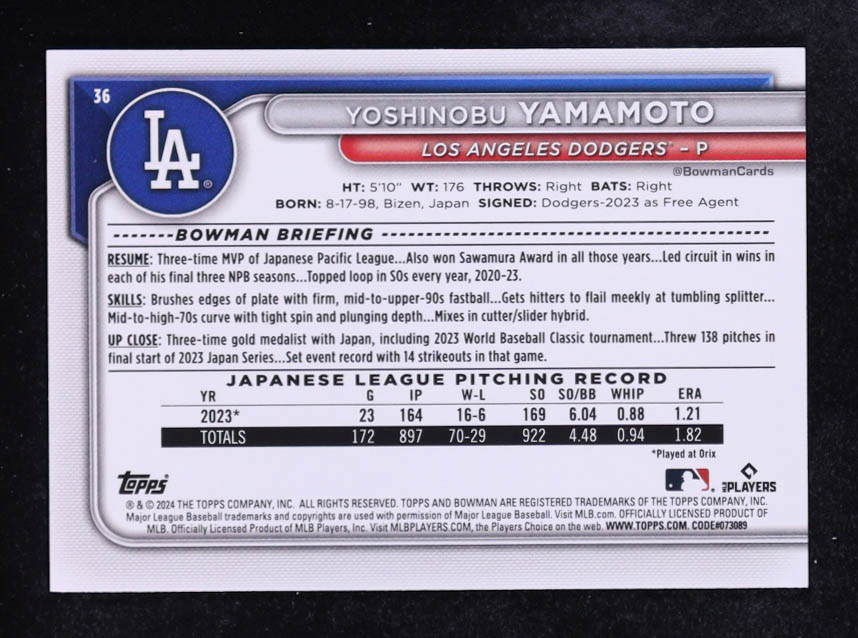 36
LA®
YOSHINOBU YAMAMOTO
LOS ANGELES DODGERS® – P
@BowmanCards
HT: 5'10" WT: 176 THROWS: Right BATS: Right
BORN: 8-17-98, Bizen, Japan SIGNED: Dodgers-2023 as Free Agent
BOWMAN BRIEFING
RESUME: Three-time MVP of Japanese Pacific League...Also won Sawamura Award in all those years...Led circuit in wins in
each of his final three NPB seasons...Topped loop in SOs every year, 2020-23.
SKILLS: Brushes edges of plate with firm, mid-to-upper-90s fastball...Gets hitters to flail meekly at tumbling splitter...
Mid-to-high-70s curve with tight spin and plunging depth...Mixes in cutter/slider hybrid.
UP CLOSE: Three-time gold medalist with Japan, including 2023 World Baseball Classic tournament...Threw 138 pitches in
final start of 2023 Japan Series...Set event record with 14 strikeouts in that game.
JAPANESE LEAGUE PITCHING RECORD
YR G IP W-L SO SO/BB WHIP ERA
2023* 23 164 16-6 169 6.04 0.88 1.21
TOTALS 172 897 70-29 922 4.48 0.94 1.82
*Played at Orix
Topps
MLB PLAYERS
® & © 2024 THE TOPPS COMPANY, INC. ALL RIGHTS RESERVED. TOPPS AND BOWMAN ARE REGISTERED TRADEMARKS OF THE TOPPS COMPANY, INC.
Major League Baseball trademarks and copyrights are used with permission of Major League Baseball. Visit MLB.com. OFFICIALLY LICENSED PRODUCT OF
MLB. Officially Licensed Product of MLB Players, Inc. Visit MLBPLAYERS.COM, the Players Choice on the web. WWW.TOPPS.COM. CODE#073089